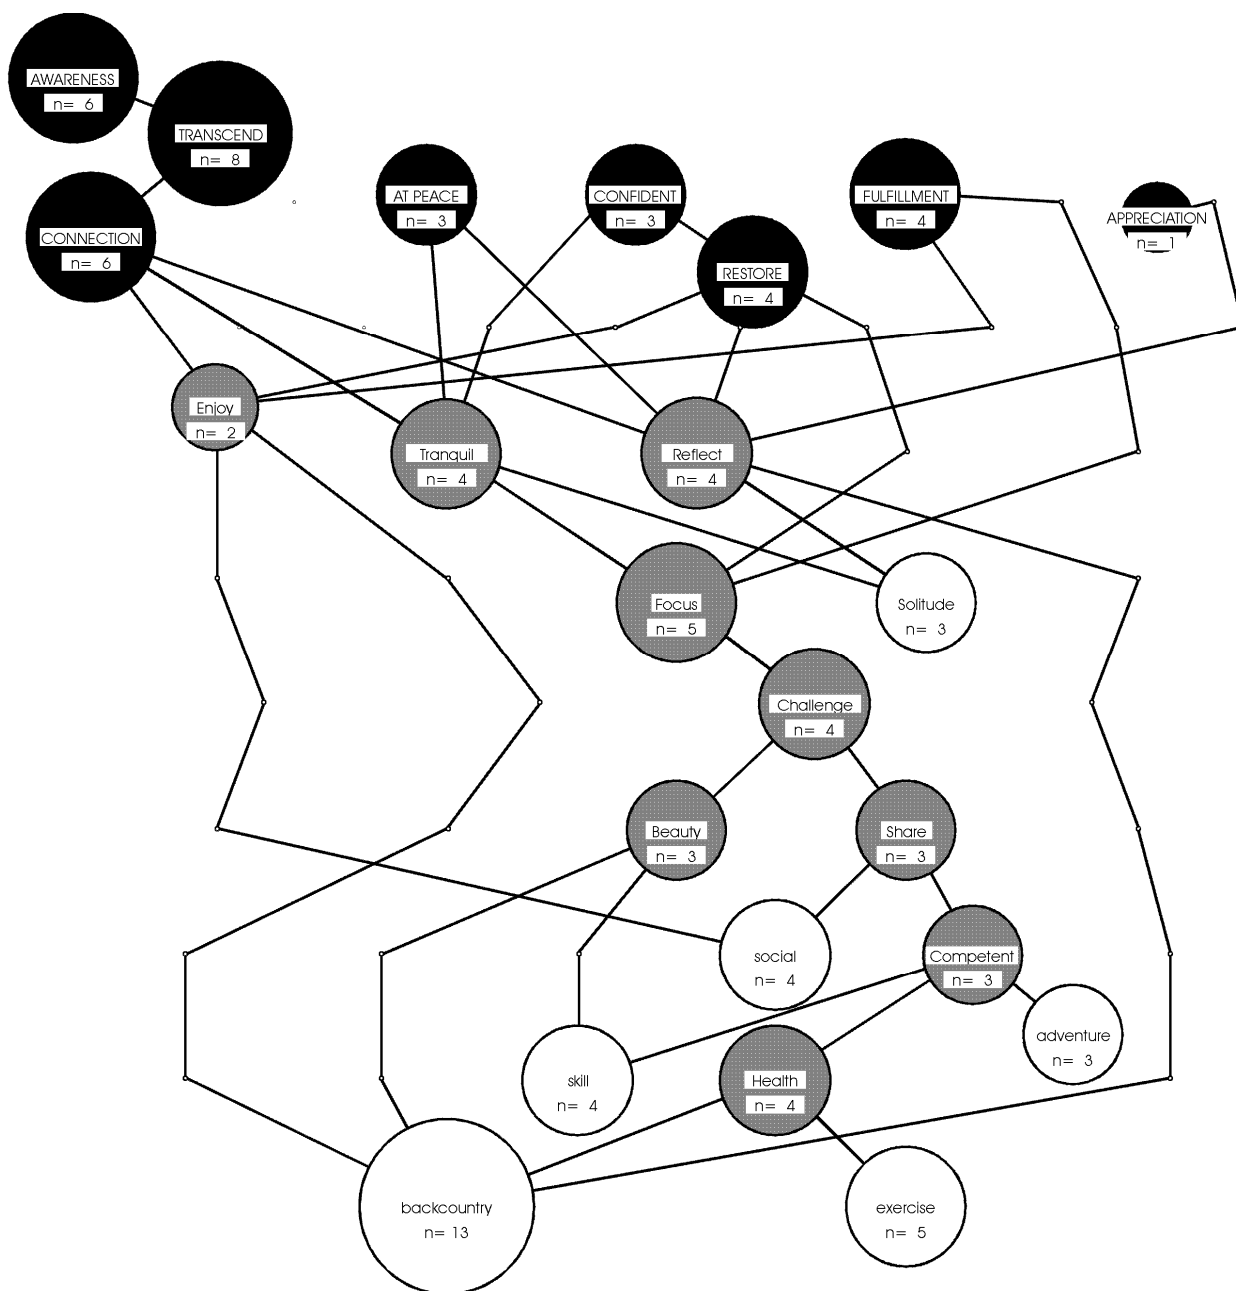 AWARENESS
n= 6
TRANSCEND
n= 8
CONNECTION
n= 6
AT PEACE
n= 3
CONFIDENT
n= 3
FULFILLMENT
n= 4
APPRECIATION
n= 1
RESTORE
n= 4
Enjoy
n= 2
Tranquil
n= 4
Reflect
n= 4
Focus
n= 5
Solitude
n= 3
Challenge
n= 4
Beauty
n= 3
Share
n= 3
social
n= 4
Competent
n= 3
adventure
n= 3
skill
n= 4
Health
n= 4
backcountry
n= 13
exercise
n= 5